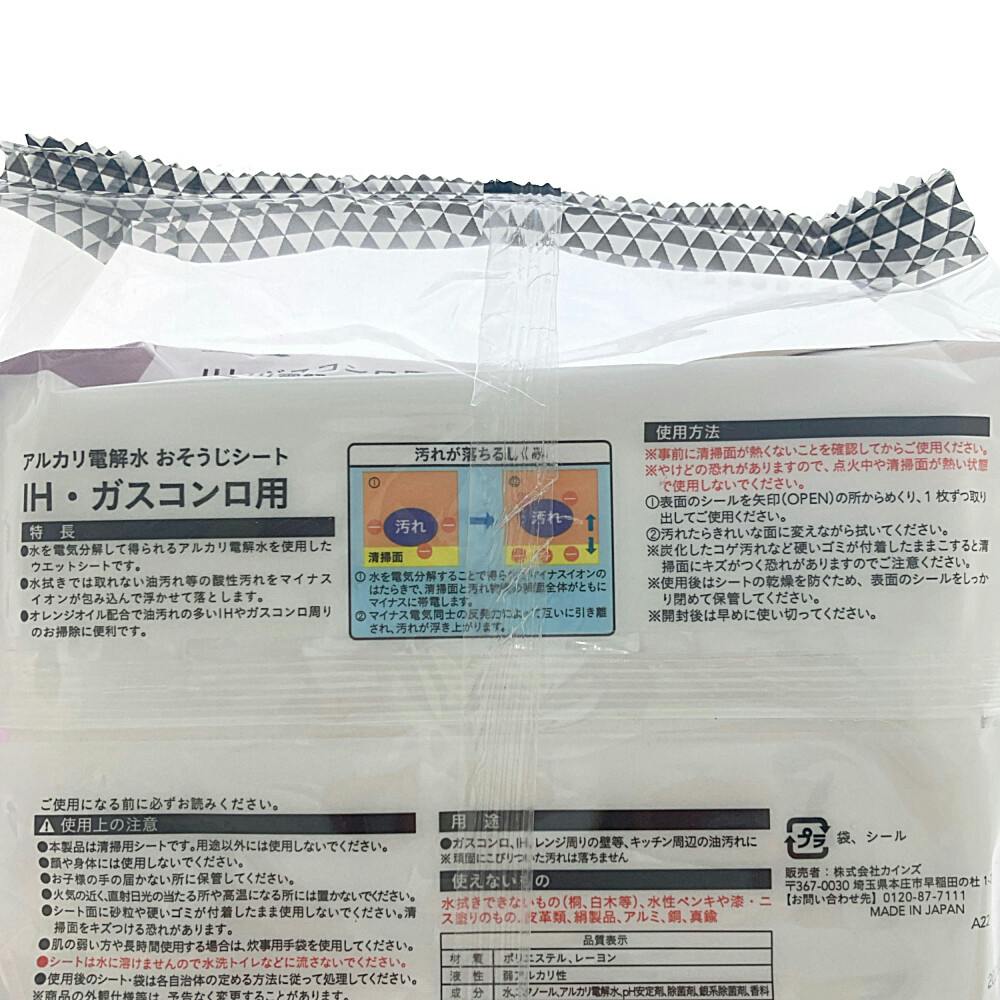 アルカリ電解水 おそうじシート
IH・ガスコンロ用
特 長
●水を電気分解して得られるアルカリ電解水を使用した
ウエットシートです。
●水拭きでは取れない油汚れ等の酸性汚れをマイナス
イオンが包み込んで浮かせて落とします。
●オレンジオイル配合で油汚れの多いIHやガスコンロ周り
のお掃除に便利です。
汚れが落ちるしくみ
①
汚れ
清掃面
②
汚れ
① 水を電気分解することで得られたマイナスイオンの
はたらきで、清掃面と汚れ物の表面全体がともに
マイナスに帯電します。
② マイナス電気同士の反発力によって互いに引き離
され、汚れが浮き上がります。
使用方法
※事前に清掃面が熱くないことを確認してからご使用ください。
※やけどの恐れがありますので、点火中や清掃面が熱い状態
で使用しないでください。
①表面のシールを矢印(OPEN)の所からめくり、1枚ずつ取り
出してご使用ください。
②汚れたらきれいな面に変えながら拭いてください。
※炭化したコゲ汚れなど硬いゴミが付着したままこすると清
掃面にキズがつく恐れがありますのでご注意ください。
※使用後はシートの乾燥を防ぐため、表面のシールをしっか
り閉めて保管してください。
※開封後は早めに使い切ってください。
ご使用になる前に必ずお読みください。
使用上の注意
●本製品は清掃用シートです。用途以外には使用しないでください。
●顔や身体には使用しないでください。
●お子様の手の届かない所に保管してください。
●火気の近く、直射日光の当たる所や高温になる所には置かないでください。
●シート面に砂粒や硬いゴミが付着したまま使用しないでください。清
掃面をキズつける恐れがあります。
●肌の弱い方や長時間使用する場合は、炊事用手袋を使用してください。
●シートは水に溶けませんので水洗トイレなどに流さないでください。
●使用後のシート・袋は各自治体の定める方法に従って処理してください。
※商品の外観仕様等は、予告なく変更することがあります。
用 途
●ガスコンロ、IH、レンジ周りの壁等、キッチン周辺の油汚れに
※頑固にこびりついた汚れは落ちません
使えないもの
水拭きできないもの(桐、白木等)、水性ペンキや漆・ニ
ス塗りのもの、皮革類、絹製品、アルミ、銅、真鍮
品質表示
材 質 ポリエステル、レーヨン
液 性 弱アルカリ性
成 分 水、エタノール、アルカリ電解水、pH安定剤、除菌剤、銀系除菌剤、香料
プラ
袋、シール
販売者:株式会社カインズ
〒367-0030 埼玉県本庄市早稲田の杜
【お問い合わせ先】0120-87-7111
MADE IN JAPAN